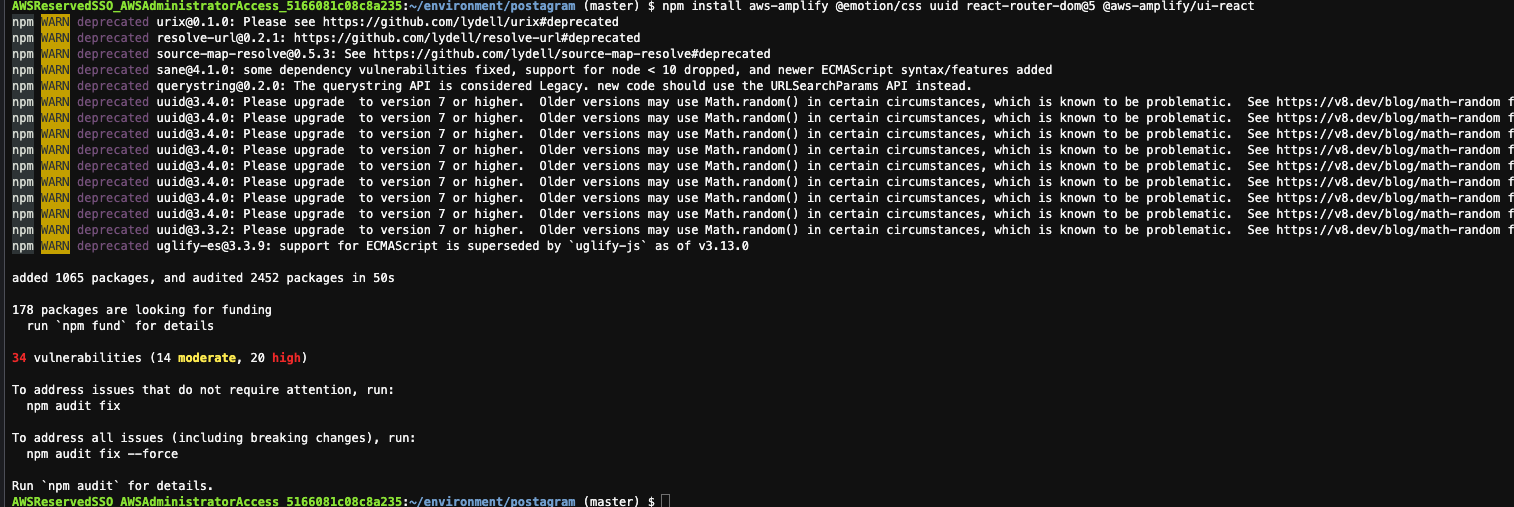 AWSReservedSSO_AWSAdministratorAccess_5166081c08c8a235:~/environment/postagram (master) $ npm install aws-amplify @emotion/css uuid react-router-dom@5 @aws-amplify/ui-react
npm WARN deprecated urix@0.1.0: Please see https://github.com/lydell/urix#deprecated
npm WARN deprecated resolve-url@0.2.1: https://github.com/lydell/resolve-url#deprecated
npm WARN deprecated source-map-resolve@0.5.3: See https://github.com/lydell/source-map-resolve#deprecated
npm WARN deprecated sane@4.1.0: some dependency vulnerabilities fixed, support for node < 10 dropped, and newer ECMAScript syntax/features added
npm WARN deprecated querystring@0.2.0: The querystring API is considered Legacy. new code should use the URLSearchParams API instead.
npm WARN deprecated uuid@3.4.0: Please upgrade  to version 7 or higher.  Older versions may use Math.random() in certain circumstances, which is known to be problematic.  See https://v8.dev/blog/math-random f
npm WARN deprecated uuid@3.4.0: Please upgrade  to version 7 or higher.  Older versions may use Math.random() in certain circumstances, which is known to be problematic.  See https://v8.dev/blog/math-random f
npm WARN deprecated uuid@3.4.0: Please upgrade  to version 7 or higher.  Older versions may use Math.random() in certain circumstances, which is known to be problematic.  See https://v8.dev/blog/math-random f
npm WARN deprecated uuid@3.4.0: Please upgrade  to version 7 or higher.  Older versions may use Math.random() in certain circumstances, which is known to be problematic.  See https://v8.dev/blog/math-random f
npm WARN deprecated uuid@3.4.0: Please upgrade  to version 7 or higher.  Older versions may use Math.random() in certain circumstances, which is known to be problematic.  See https://v8.dev/blog/math-random f
npm WARN deprecated uuid@3.4.0: Please upgrade  to version 7 or higher.  Older versions may use Math.random() in certain circumstances, which is known to be problematic.  See https://v8.dev/blog/math-random f
npm WARN deprecated uuid@3.4.0: Please upgrade  to version 7 or higher.  Older versions may use Math.random() in certain circumstances, which is known to be problematic.  See https://v8.dev/blog/math-random f
npm WARN deprecated uuid@3.4.0: Please upgrade  to version 7 or higher.  Older versions may use Math.random() in certain circumstances, which is known to be problematic.  See https://v8.dev/blog/math-random f
npm WARN deprecated uuid@3.3.2: Please upgrade  to version 7 or higher.  Older versions may use Math.random() in certain circumstances, which is known to be problematic.  See https://v8.dev/blog/math-random f
npm WARN deprecated uglify-es@3.3.9: support for ECMAScript is superseded by `uglify-js` as of v3.13.0
added 1065 packages, and audited 2452 packages in 50s
178 packages are looking for funding
  run `npm fund` for details
34 vulnerabilities (14 moderate, 20 high)
To address issues that do not require attention, run:
  npm audit fix
To address all issues (including breaking changes), run:
  npm audit fix --force
Run `npm audit` for details.
AWSReservedSSO_AWSAdministratorAccess_5166081c08c8a235:~/environment/postagram (master) $